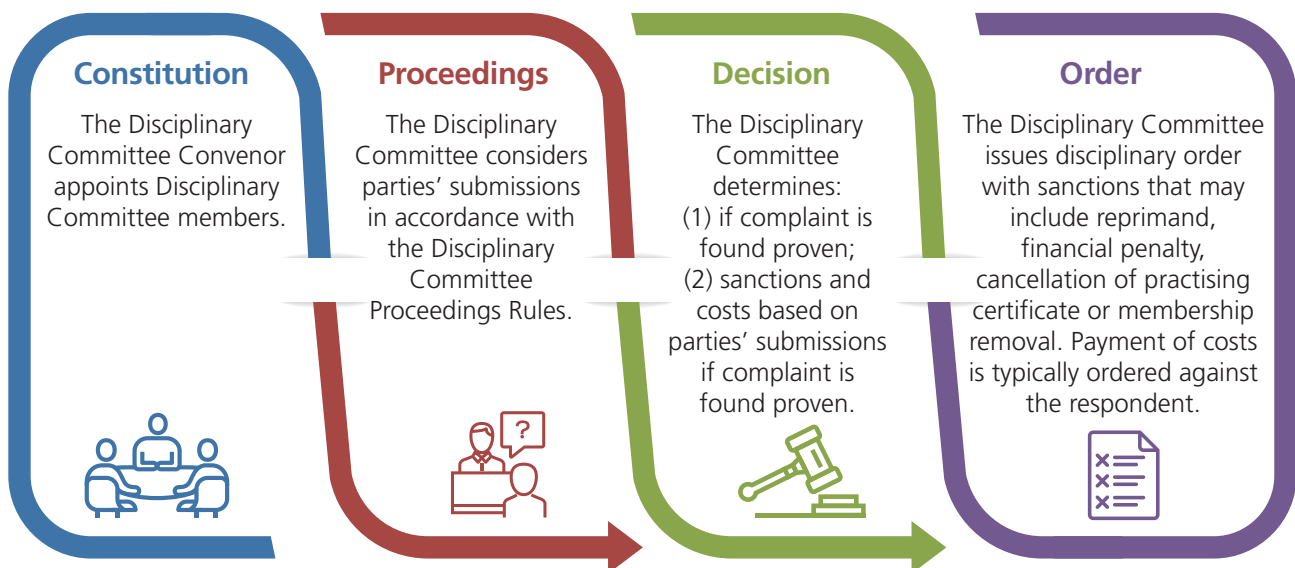 Constitution
The Disciplinary
Committee Convenor
appoints Disciplinary
Committee members.
Proceedings
The Disciplinary
Committee considers
parties’ submissions
in accordance with
the Disciplinary
Committee
Proceedings Rules.
?
Decision
The Disciplinary
Committee
determines:
(1) if complaint is
found proven;
(2) sanctions and
costs based on
parties’ submissions
if complaint is
found proven.
Order
The Disciplinary Committee
issues disciplinary order
with sanctions that may
include reprimand,
financial penalty,
cancellation of practising
certificate or membership
removal. Payment of costs
is typically ordered against
the respondent.